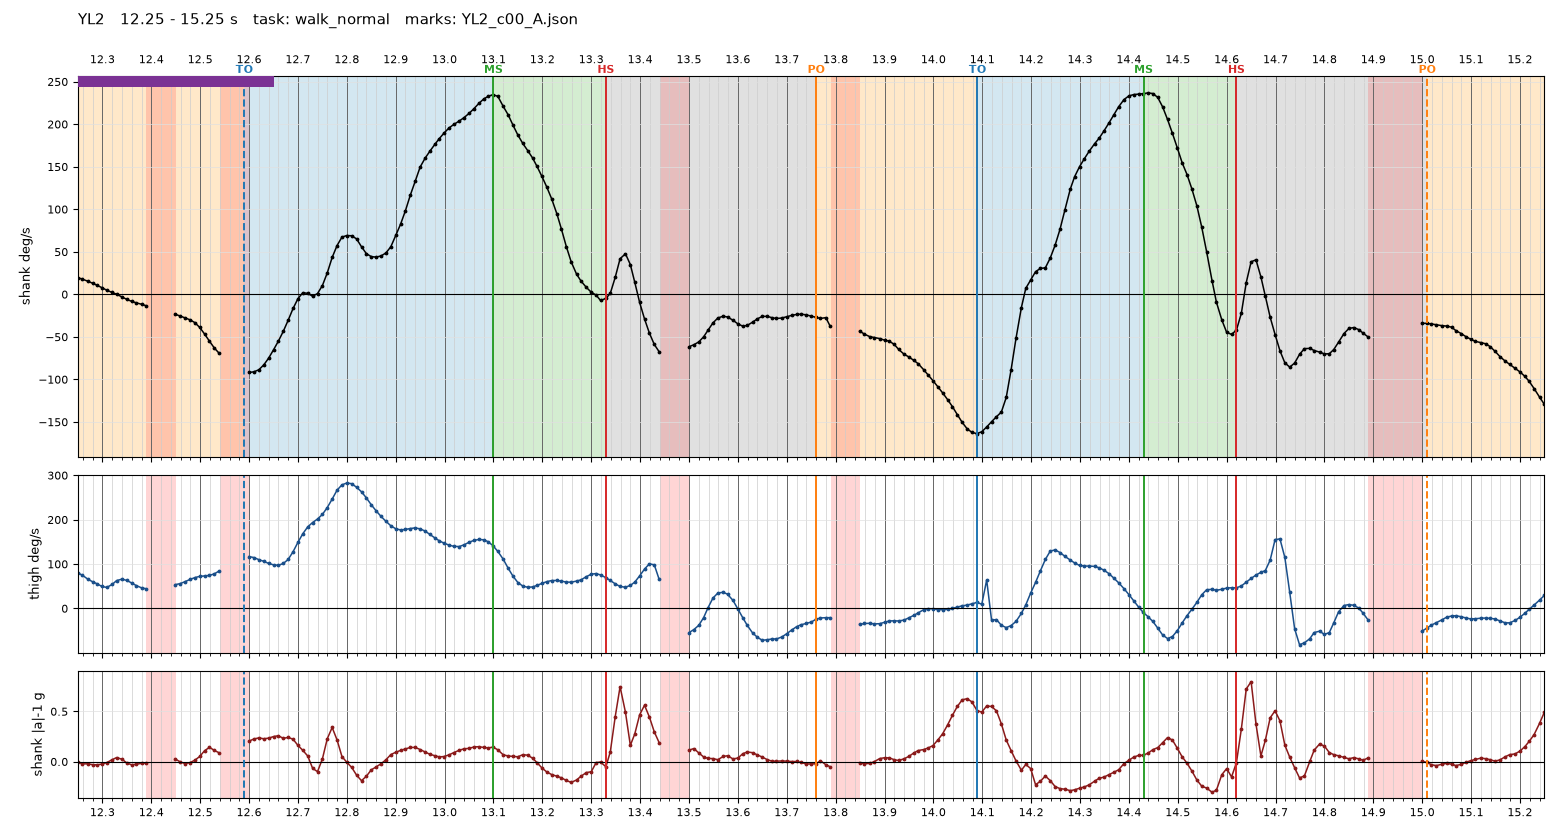 YL2   12.25 - 15.25 s   task: walk_normal   marks: YL2_c00_A.json
12.3 12.4 12.5 12.6 12.7 12.8 12.9 13.0 13.1 13.2 13.3 13.4 13.5 13.6 13.7 13.8 13.9 14.0 14.1 14.2 14.3 14.4 14.5 14.6 14.7 14.8 14.9 15.0 15.1 15.2
TO MS HS PO TO MS HS PO
250
200
150
100
50
0
−50
−100
−150
shank deg/s
300
200
100
0
thigh deg/s
0.5
0.0
shank |a|-1 g
12.3 12.4 12.5 12.6 12.7 12.8 12.9 13.0 13.1 13.2 13.3 13.4 13.5 13.6 13.7 13.8 13.9 14.0 14.1 14.2 14.3 14.4 14.5 14.6 14.7 14.8 14.9 15.0 15.1 15.2